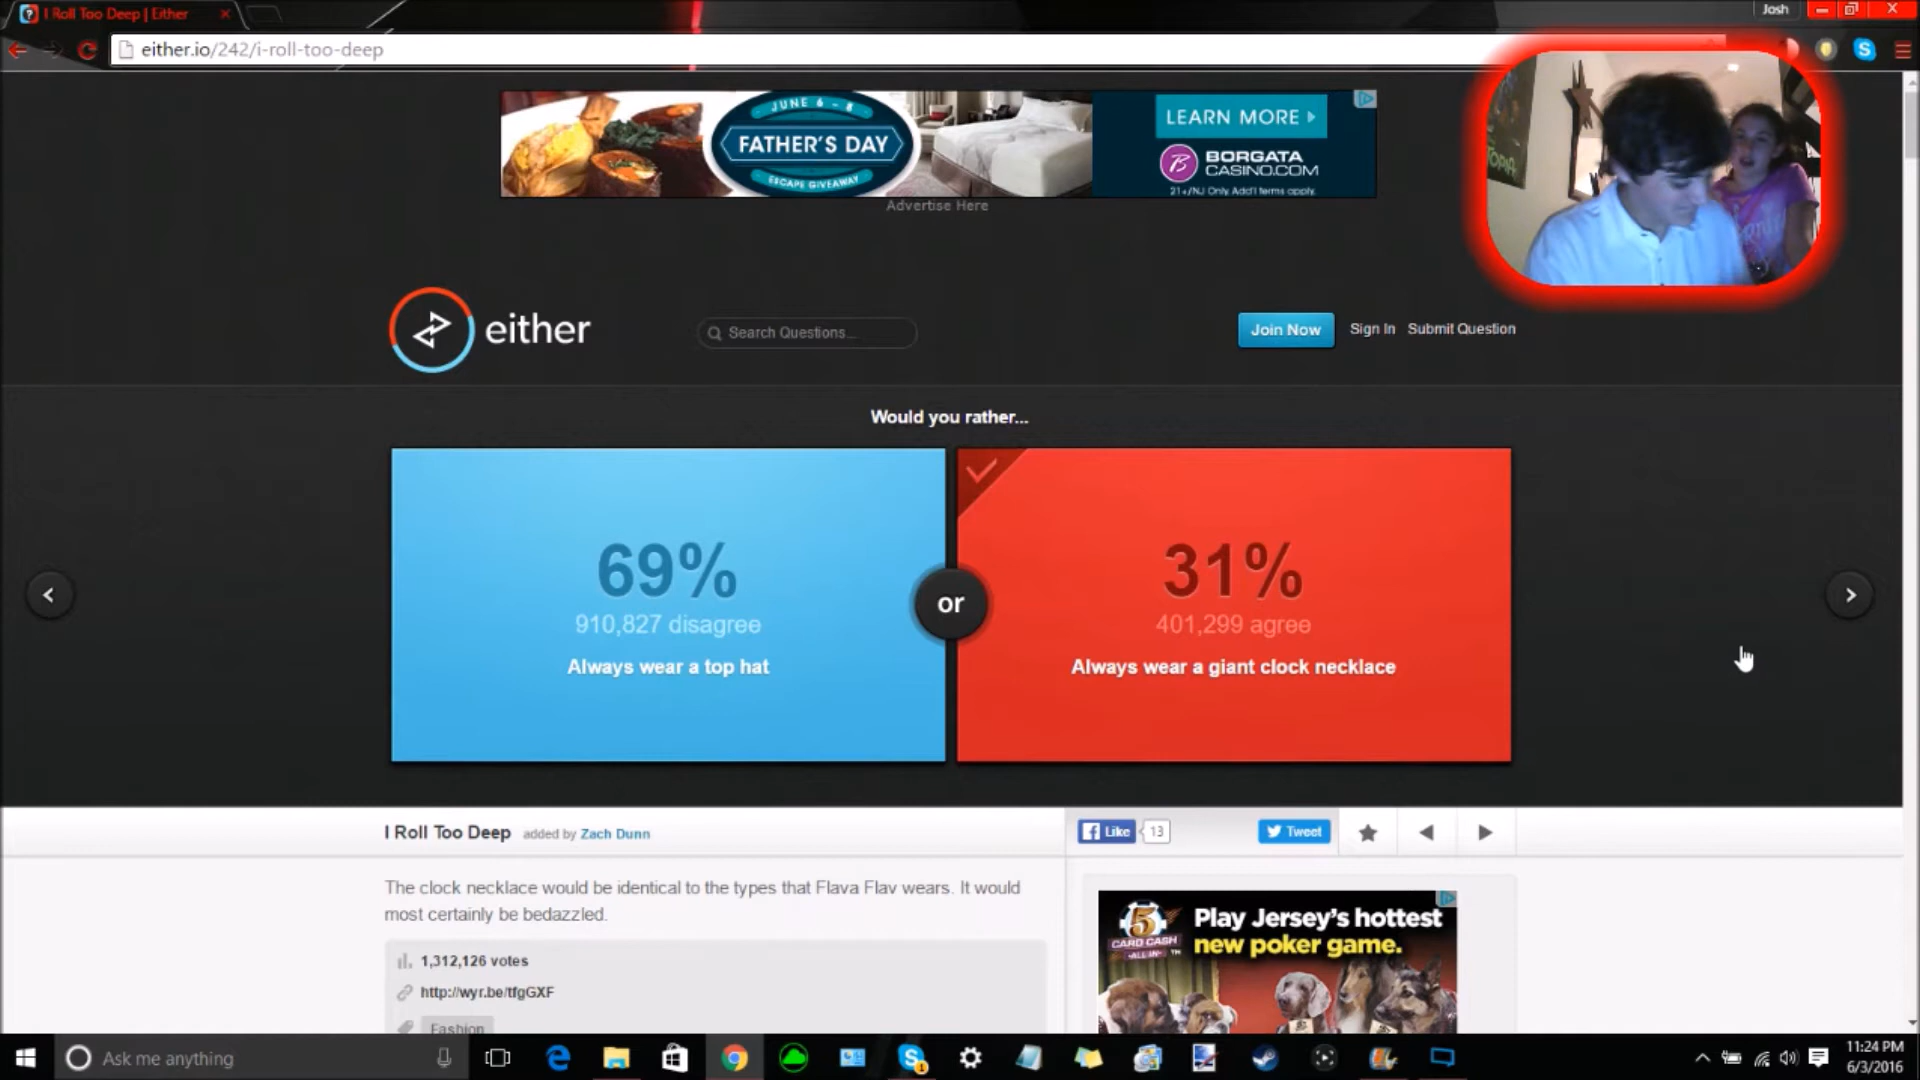 I Roll Too Deep | Either
Josh
either.io/242/i-roll-too-deep
JUNE 6 - 8
FATHER'S DAY
ESCAPE GIVEAWAY
LEARN MORE
BORGATA
CASINO.COM
21+/NJ Only. Add'l terms apply.
Advertise Here
either
Search Questions...
Join Now
Sign In
Submit Question
Would you rather...
69%
910,827 disagree
Always wear a top hat
or
31%
401,299 agree
Always wear a giant clock necklace
I Roll Too Deep added by Zach Dunn
Like 13
Tweet
The clock necklace would be identical to the types that Flava Flav wears. It would
most certainly be bedazzled.
1,312,126 votes
http://wyr.be/tfgGXF
Fashion
5
CARD CASH
ALL-IN
Play Jersey's hottest
new poker game.
Ask me anything
11:24 PM
6/3/2016